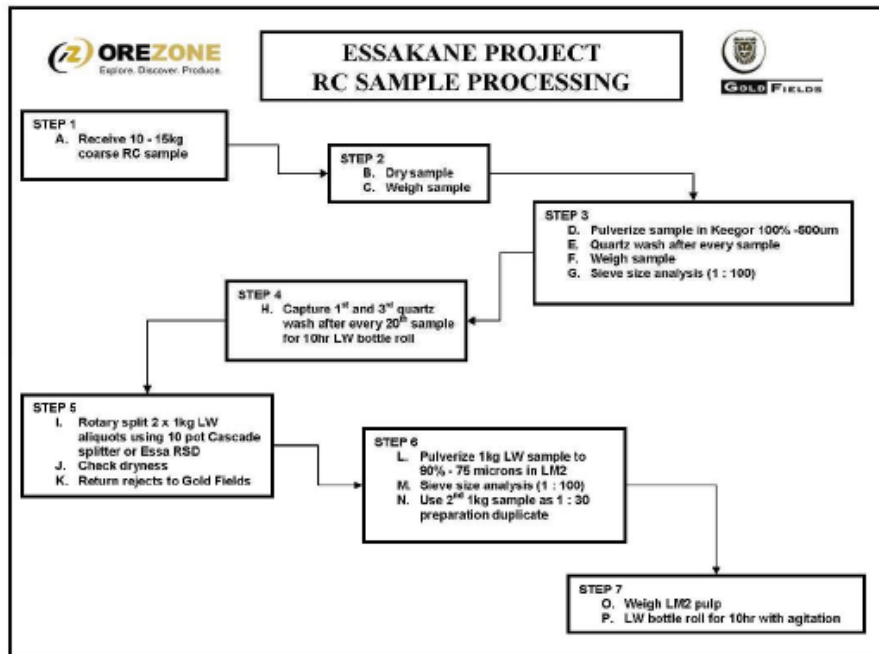 OREZONE
Explore. Discover. Produce.
ESSAKANE PROJECT
RC SAMPLE PROCESSING
GOLD FIELDS
STEP 1
A. Receive 10 - 15kg
coarse RC sample
STEP 2
B. Dry sample
C. Weigh sample
STEP 3
D. Pulverize sample in Keegor 100% -500um
E. Quartz wash after every sample
F. Weigh sample
G. Sieve size analysis (1 : 100)
STEP 4
H. Capture 1st and 3rd quartz
wash after every 20th sample
for 10hr LW bottle roll
STEP 5
I. Rotary split 2 x 1kg LW
aliquots using 10 pot Cascade
splitter or Essa RSD
J. Check dryness
K. Return rejects to Gold Fields
STEP 6
L. Pulverize 1kg LW sample to
90% - 75 microns in LM2
M. Sieve size analysis (1 : 100)
N. Use 2nd 1kg sample as 1 : 30
preparation duplicate
STEP 7
O. Weigh LM2 pulp
P. LW bottle roll for 10hr with agitation